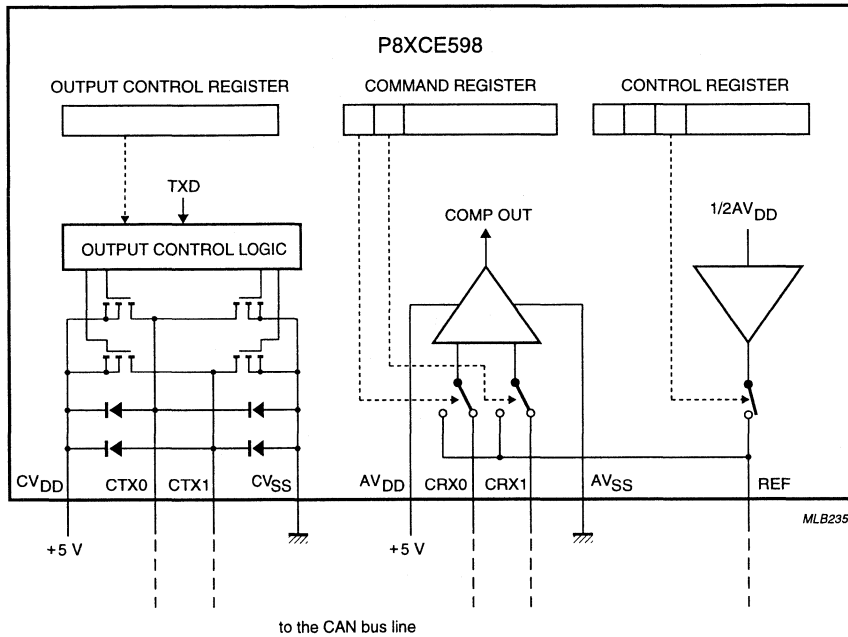 P8XCE598
OUTPUT CONTROL REGISTER
COMMAND REGISTER
CONTROL REGISTER
TXD
COMP OUT
1/2AVDD
OUTPUT CONTROL LOGIC
CVDD
CTX0
CTX1
CVSS
AVDD
CRX0
CRX1
AVSS
REF
MLB235
+5 V
+5 V
to the CAN bus line